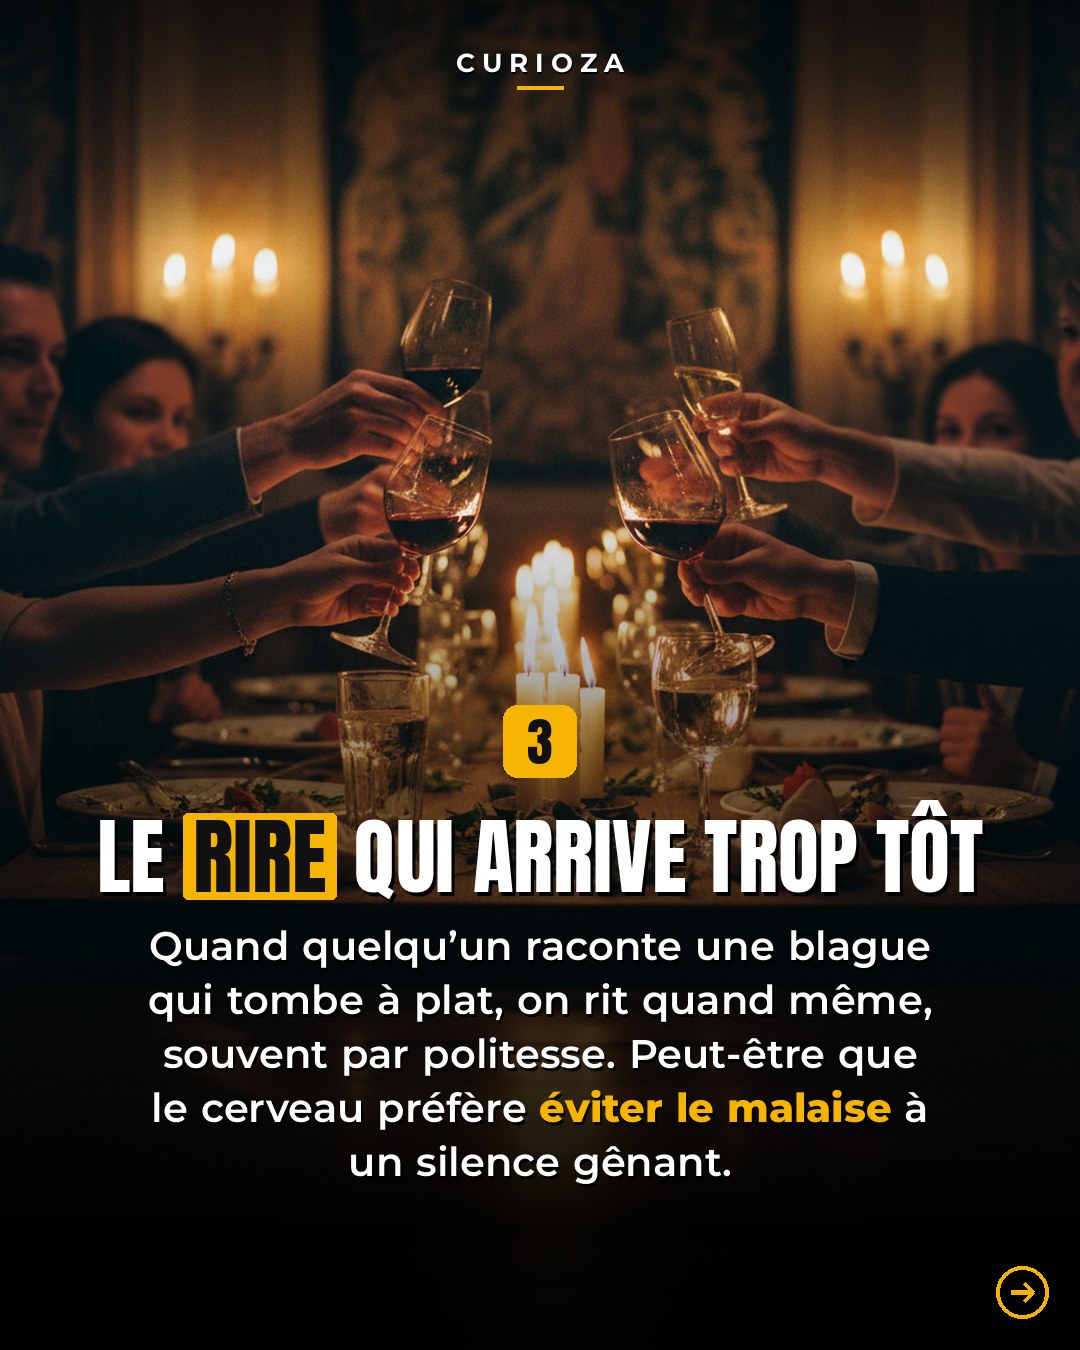 CURIOZA
3
LE RIRE QUI ARRIVE TROP TÔT
Quand quelqu’un raconte une blague
qui tombe à plat, on rit quand même,
souvent par politesse. Peut-être que
le cerveau préfère éviter le malaise à
un silence gênant.